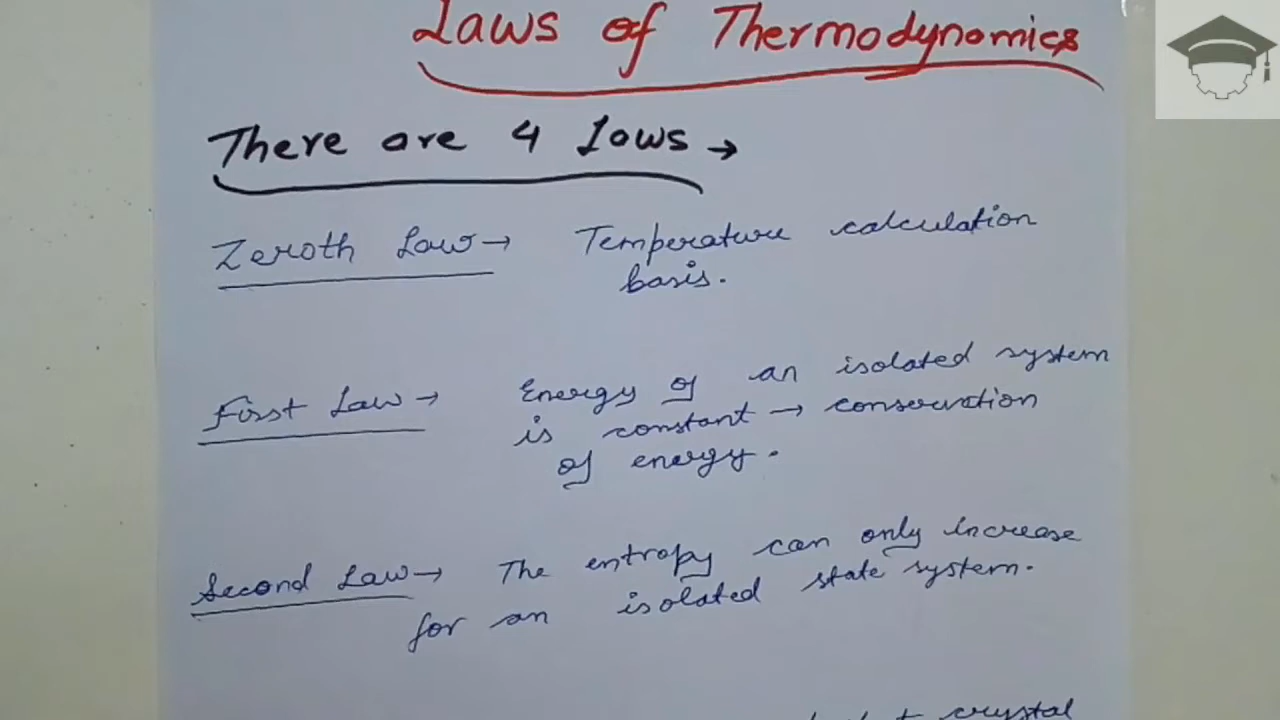 Laws of Thermodynamics
There are 4 laws →
Zeroth Law → Temperature calculation
basis.
First Law → Energy of an isolated system
is constant → conservation
of energy.
Second Law → The entropy can only increase
for an isolated state system.
crystal